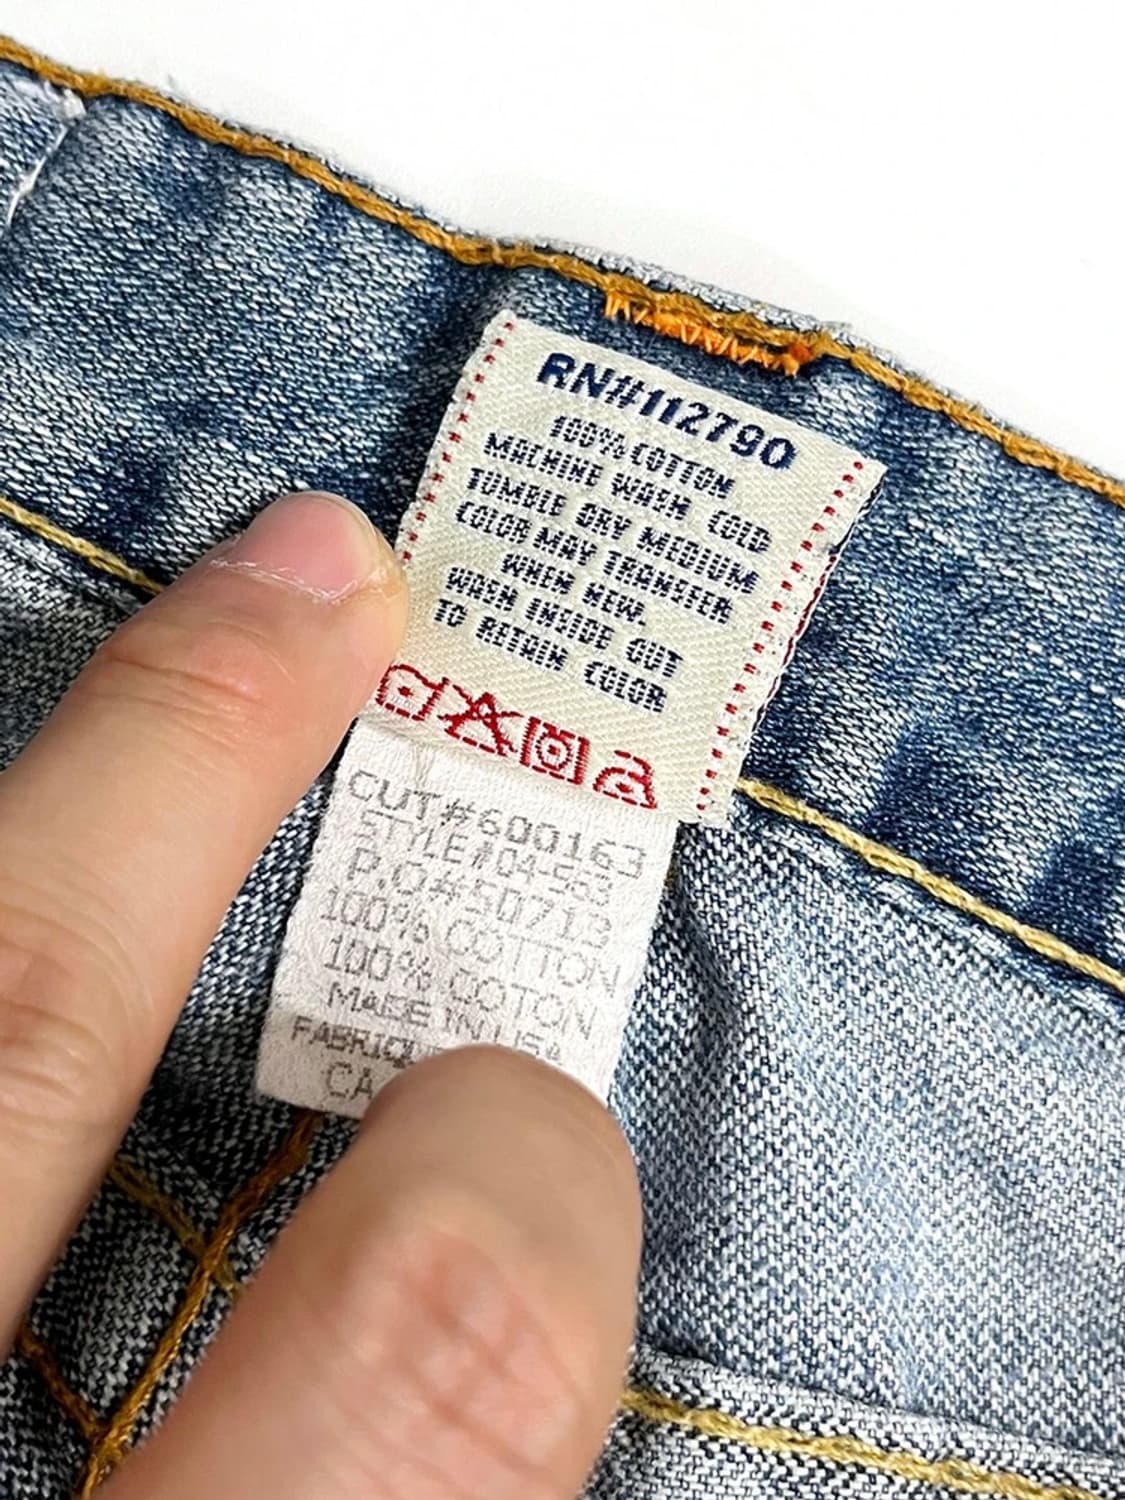 RN#112790
100% COTTON
MACHINE WASH COLD
TUMBLE DRY MEDIUM
COLOR MAY TRANSFER
WHEN NEW.
WASH INSIDE OUT
TO RETAIN COLOR
CUT#600163
STYLE#04-563
P.O#50713
100% COTTON
100% COTON
MADE IN USA